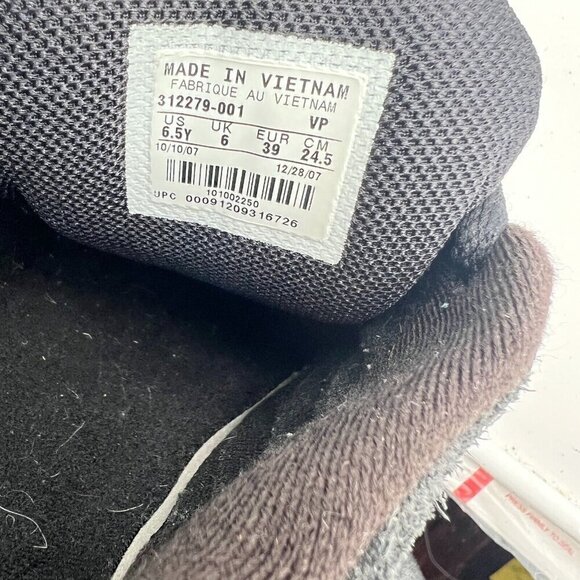 MADE IN VIETNAM
FABRIQUE AU VIETNAM
312279-001 VP
US UK EUR CM
6.5Y 6 39 24.5
10/10/07 12/28/07
101002250
UPC 00091209316726